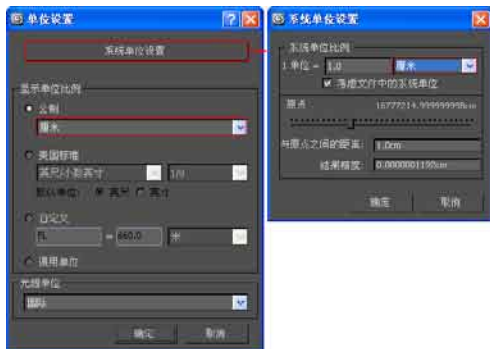 单位设置
系统单位设置
显示单位比例
公制
厘米
美国标准
英尺/小数英寸 1/8
默认单位: 英尺 英寸
自定义
FL = 660.0 米
通用单位
光源单位
国际
确定 取消
系统单位设置
系统单位比例
1 单位 = 1.0 厘米
考虑文件中的系统单位
原点 16777214.999999998cm
与原点之间的距离: 1.0cm
结果精度: 0.0000001192cm
确定 取消